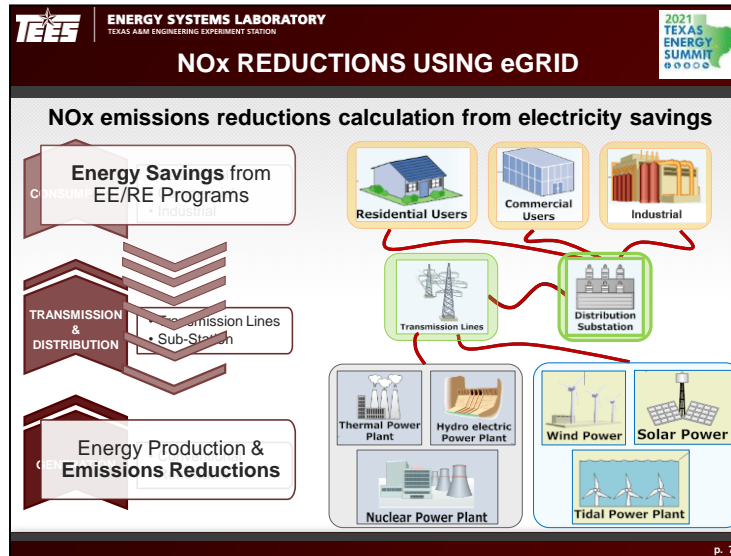 TEES
ENERGY SYSTEMS LABORATORY
TEXAS A&M ENGINEERING EXPERIMENT STATION
2021
TEXAS
ENERGY
SUMMIT
NOx REDUCTIONS USING eGRID
NOx emissions reductions calculation from electricity savings
Energy Savings from
EE/RE Programs
• Industrial
TRANSMISSION
&
DISTRIBUTION
• Transmission Lines
• Sub-Station
Energy Production &
Emissions Reductions
Residential Users
Commercial
Users
Industrial
Transmission Lines
Distribution
Substation
Thermal Power
Plant
Hydro electric
Power Plant
Nuclear Power Plant
Wind Power
Solar Power
Tidal Power Plant
p. 7